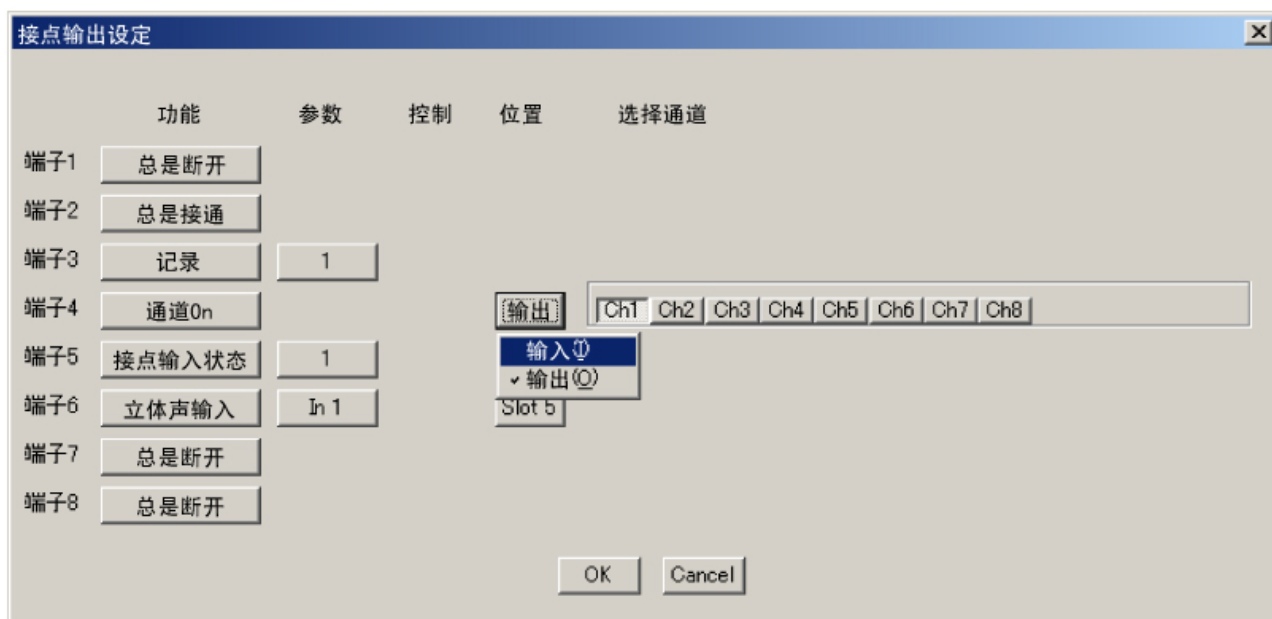 接点输出设定
功能 参数 控制 位置 选择通道
端子1 总是断开
端子2 总是接通
端子3 记录 1
端子4 通道On 输出 Ch1 Ch2 Ch3 Ch4 Ch5 Ch6 Ch7 Ch8
端子5 接点输入状态 1 输入(I)
✓输出(O)
端子6 立体声输入 In 1 Slot 5
端子7 总是断开
端子8 总是断开
OK Cancel